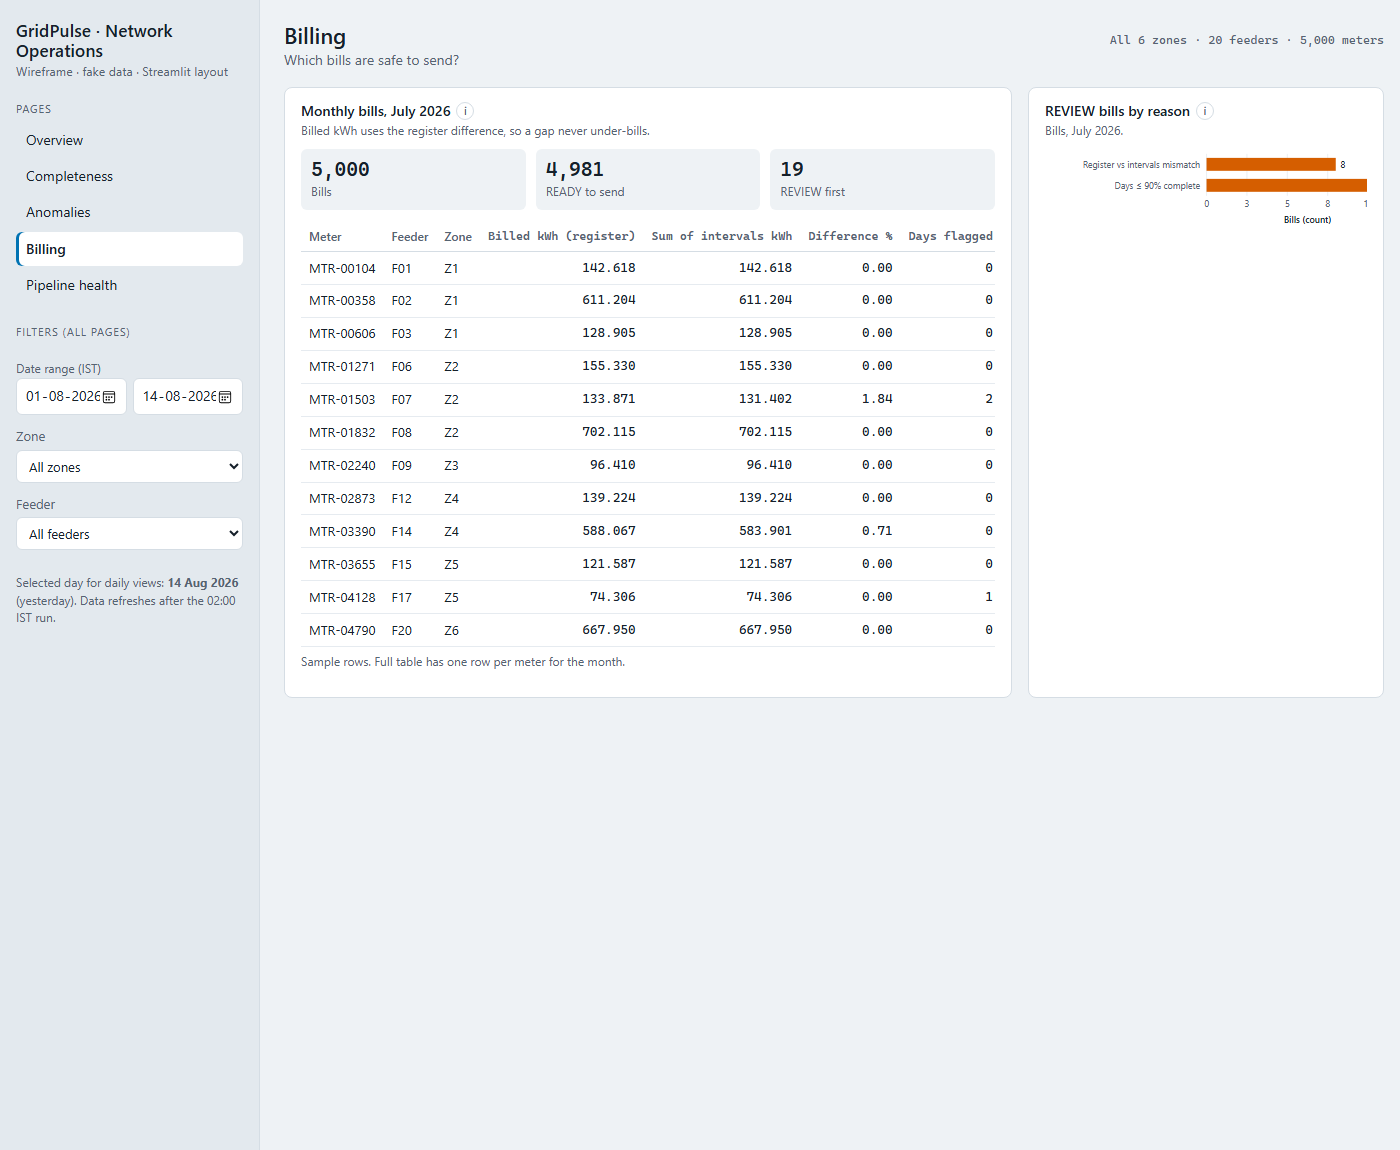 GridPulse · Network
Operations
Wireframe · fake data · Streamlit layout
PAGES
Overview
Completeness
Anomalies
Billing
Pipeline health
FILTERS (ALL PAGES)
Date range (IST)
01-08-2026 14-08-2026
Zone
All zones
Feeder
All feeders
Selected day for daily views: 14 Aug 2026
(yesterday). Data refreshes after the 02:00
IST run.
Billing
Which bills are safe to send?
All 6 zones · 20 feeders · 5,000 meters
Monthly bills, July 2026 i
Billed kWh uses the register difference, so a gap never under-bills.
5,000
Bills
4,981
READY to send
19
REVIEW first
Meter Feeder Zone Billed kWh (register) Sum of intervals kWh Difference % Days flagged
MTR-00104 F01 Z1 142.618 142.618 0.00 0
MTR-00358 F02 Z1 611.204 611.204 0.00 0
MTR-00606 F03 Z1 128.905 128.905 0.00 0
MTR-01271 F06 Z2 155.330 155.330 0.00 0
MTR-01503 F07 Z2 133.871 131.402 1.84 2
MTR-01832 F08 Z2 702.115 702.115 0.00 0
MTR-02240 F09 Z3 96.410 96.410 0.00 0
MTR-02873 F12 Z4 139.224 139.224 0.00 0
MTR-03390 F14 Z4 588.067 583.901 0.71 0
MTR-03655 F15 Z5 121.587 121.587 0.00 0
MTR-04128 F17 Z5 74.306 74.306 0.00 1
MTR-04790 F20 Z6 667.950 667.950 0.00 0
Sample rows. Full table has one row per meter for the month.
REVIEW bills by reason i
Bills, July 2026.
Register vs intervals mismatch 8
Days ≤ 90% complete
0 3 5 8 1
Bills (count)